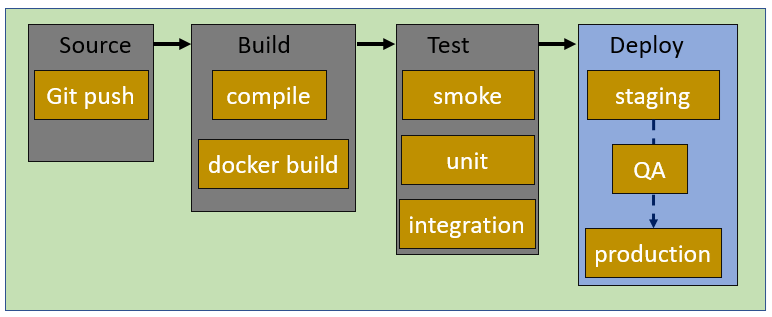 Source
Git push
Build
compile
docker build
Test
smoke
unit
integration
Deploy
staging
QA
production